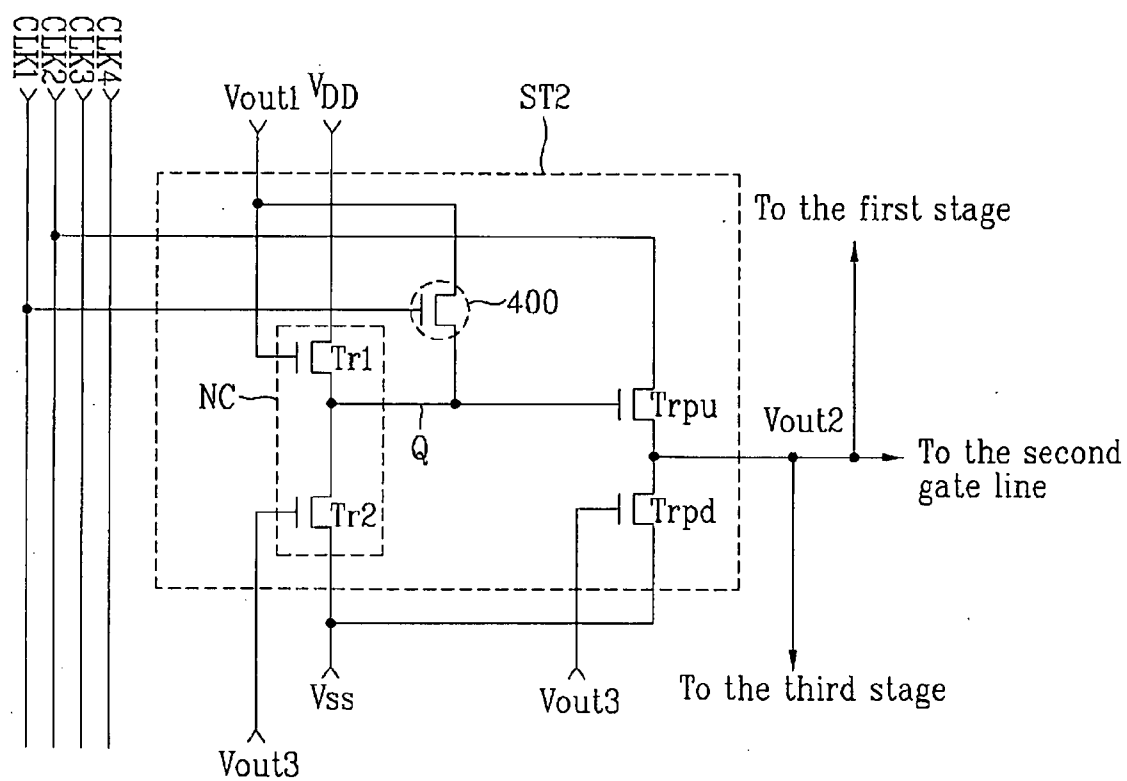 CLK1
CLK2
CLK3
CLK4
Vout1
VDD
ST2
To the first stage
400
Tr1
NC
Q
Trpu
Vout2
To the second
gate line
Tr2
Trpd
Vss
Vout3
To the third stage
Vout3